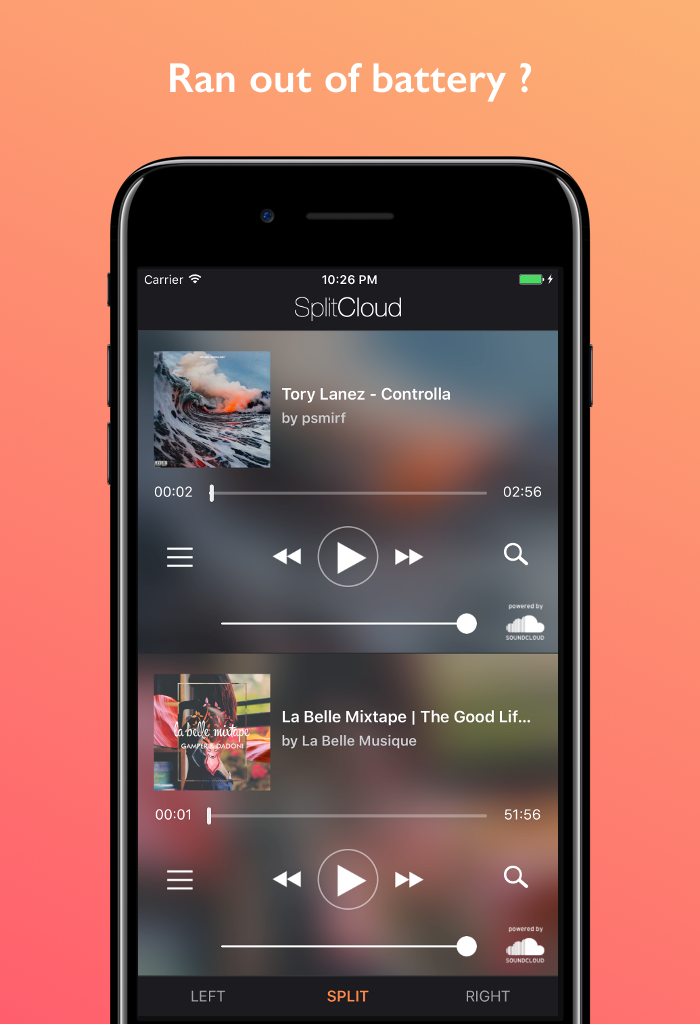 Ran out of battery ?
Carrier
10:26 PM
SplitCloud
Tory Lanez - Controlla
by psmirf
00:02
02:56
powered by
SOUNDCLOUD
la belle mixtape
GAMPER & DADONI
La Belle Mixtape | The Good Lif...
by La Belle Musique
00:01
51:56
powered by
SOUNDCLOUD
LEFT
SPLIT
RIGHT